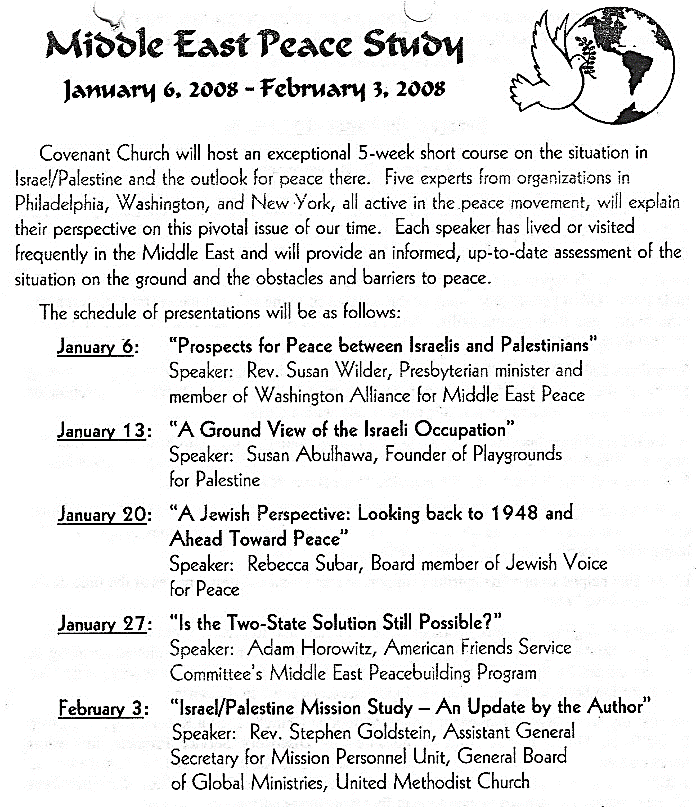 Middle East Peace Study
January 6, 2008 - February 3, 2008
Covenant Church will host an exceptional 5-week short course on the situation in
Israel/Palestine and the outlook for peace there. Five experts from organizations in
Philadelphia, Washington, and New York, all active in the peace movement, will explain
their perspective on this pivotal issue of our time. Each speaker has lived or visited
frequently in the Middle East and will provide an informed, up-to-date assessment of the
situation on the ground and the obstacles and barriers to peace.
The schedule of presentations will be as follows:
January 6: "Prospects for Peace between Israelis and Palestinians"
Speaker: Rev. Susan Wilder, Presbyterian minister and
member of Washington Alliance for Middle East Peace
January 13: "A Ground View of the Israeli Occupation"
Speaker: Susan Abulhawa, Founder of Playgrounds
for Palestine
January 20: "A Jewish Perspective: Looking back to 1948 and
Ahead Toward Peace"
Speaker: Rebecca Subar, Board member of Jewish Voice
for Peace
January 27: "Is the Two-State Solution Still Possible?"
Speaker: Adam Horowitz, American Friends Service
Committee's Middle East Peacebuilding Program
February 3: "Israel/Palestine Mission Study – An Update by the Author"
Speaker: Rev. Stephen Goldstein, Assistant General
Secretary for Mission Personnel Unit, General Board
of Global Ministries, United Methodist Church